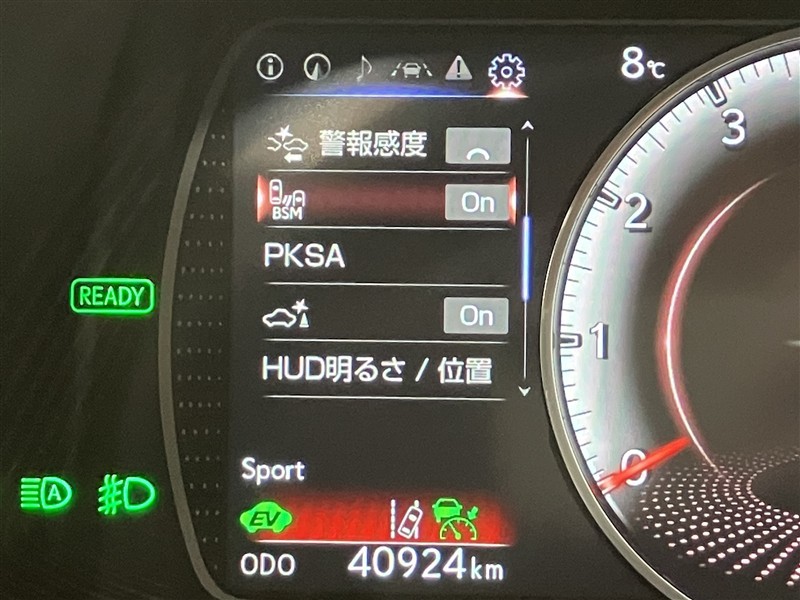 8℃
警報感度
BSM On
PKSA
On
HUD明るさ / 位置
READY
3
2
1
0
A
Sport
EV
ODO 40924km